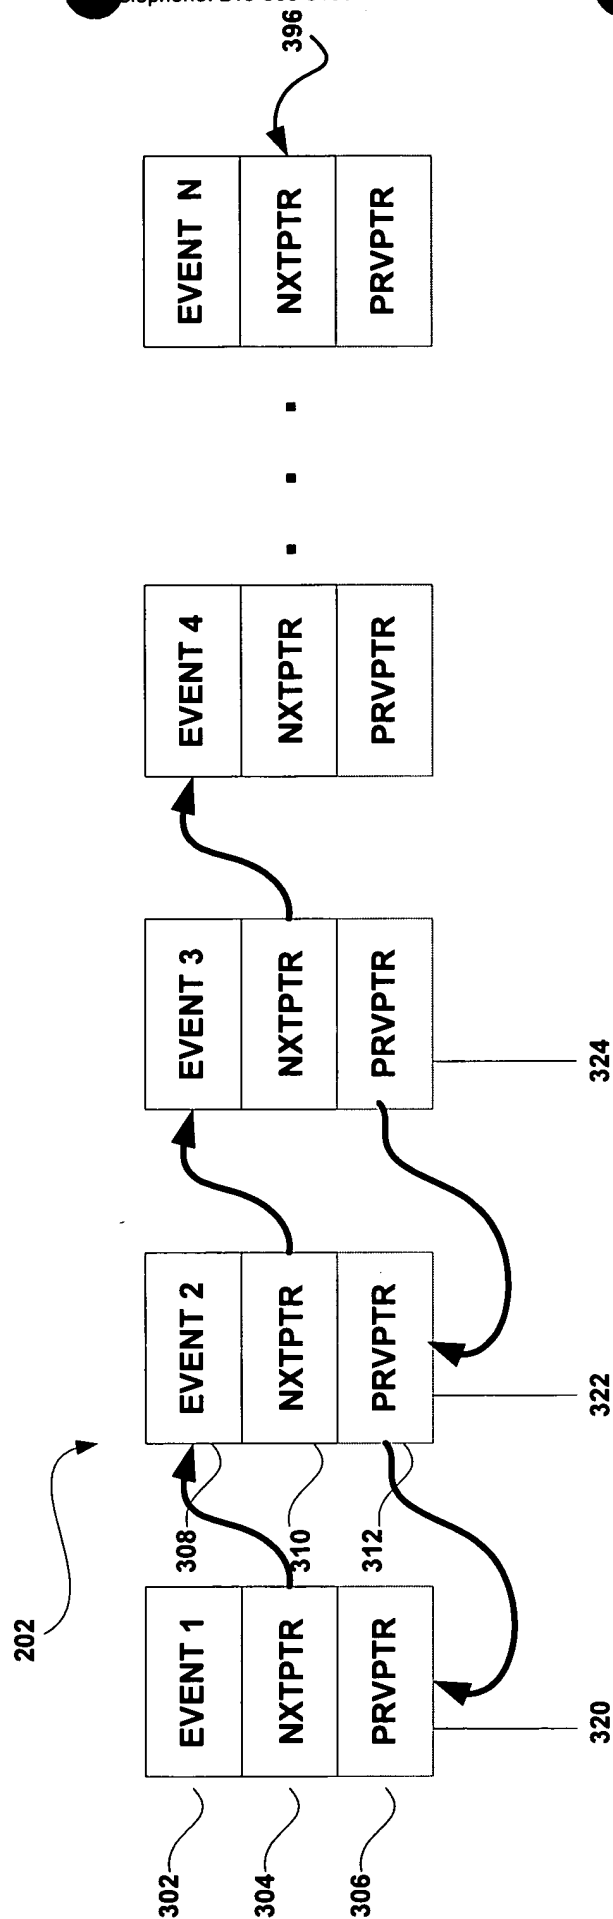 202
302
304
306
EVENT 1
NXTPTR
PRVPTR
320
308
310
312
EVENT 2
NXTPTR
PRVPTR
322
EVENT 3
NXTPTR
PRVPTR
324
EVENT 4
NXTPTR
PRVPTR
. . .
EVENT N
NXTPTR
PRVPTR
396